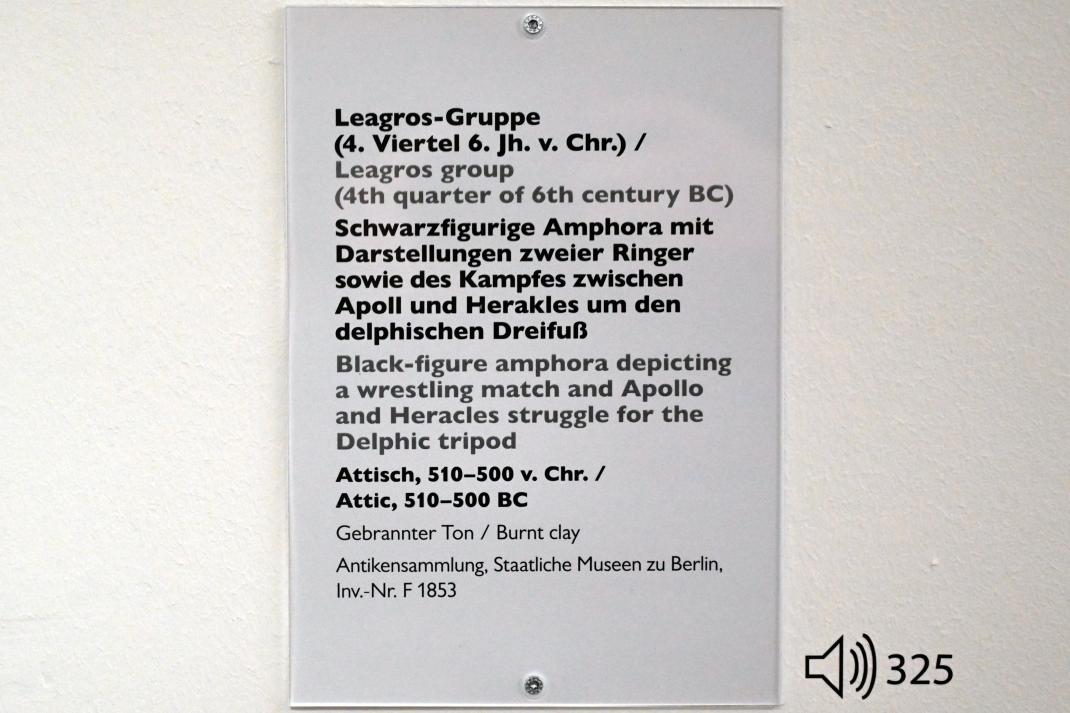 Leagros-Gruppe
(4. Viertel 6. Jh. v. Chr.) /
Leagros group
(4th quarter of 6th century BC)
Schwarzfigurige Amphora mit
Darstellungen zweier Ringer
sowie des Kampfes zwischen
Apoll und Herakles um den
delphischen Dreifuß
Black-figure amphora depicting
a wrestling match and Apollo
and Heracles struggle for the
Delphic tripod
Attisch, 510–500 v. Chr. /
Attic, 510–500 BC
Gebrannter Ton / Burnt clay
Antikensammlung, Staatliche Museen zu Berlin,
Inv.-Nr. F 1853
325